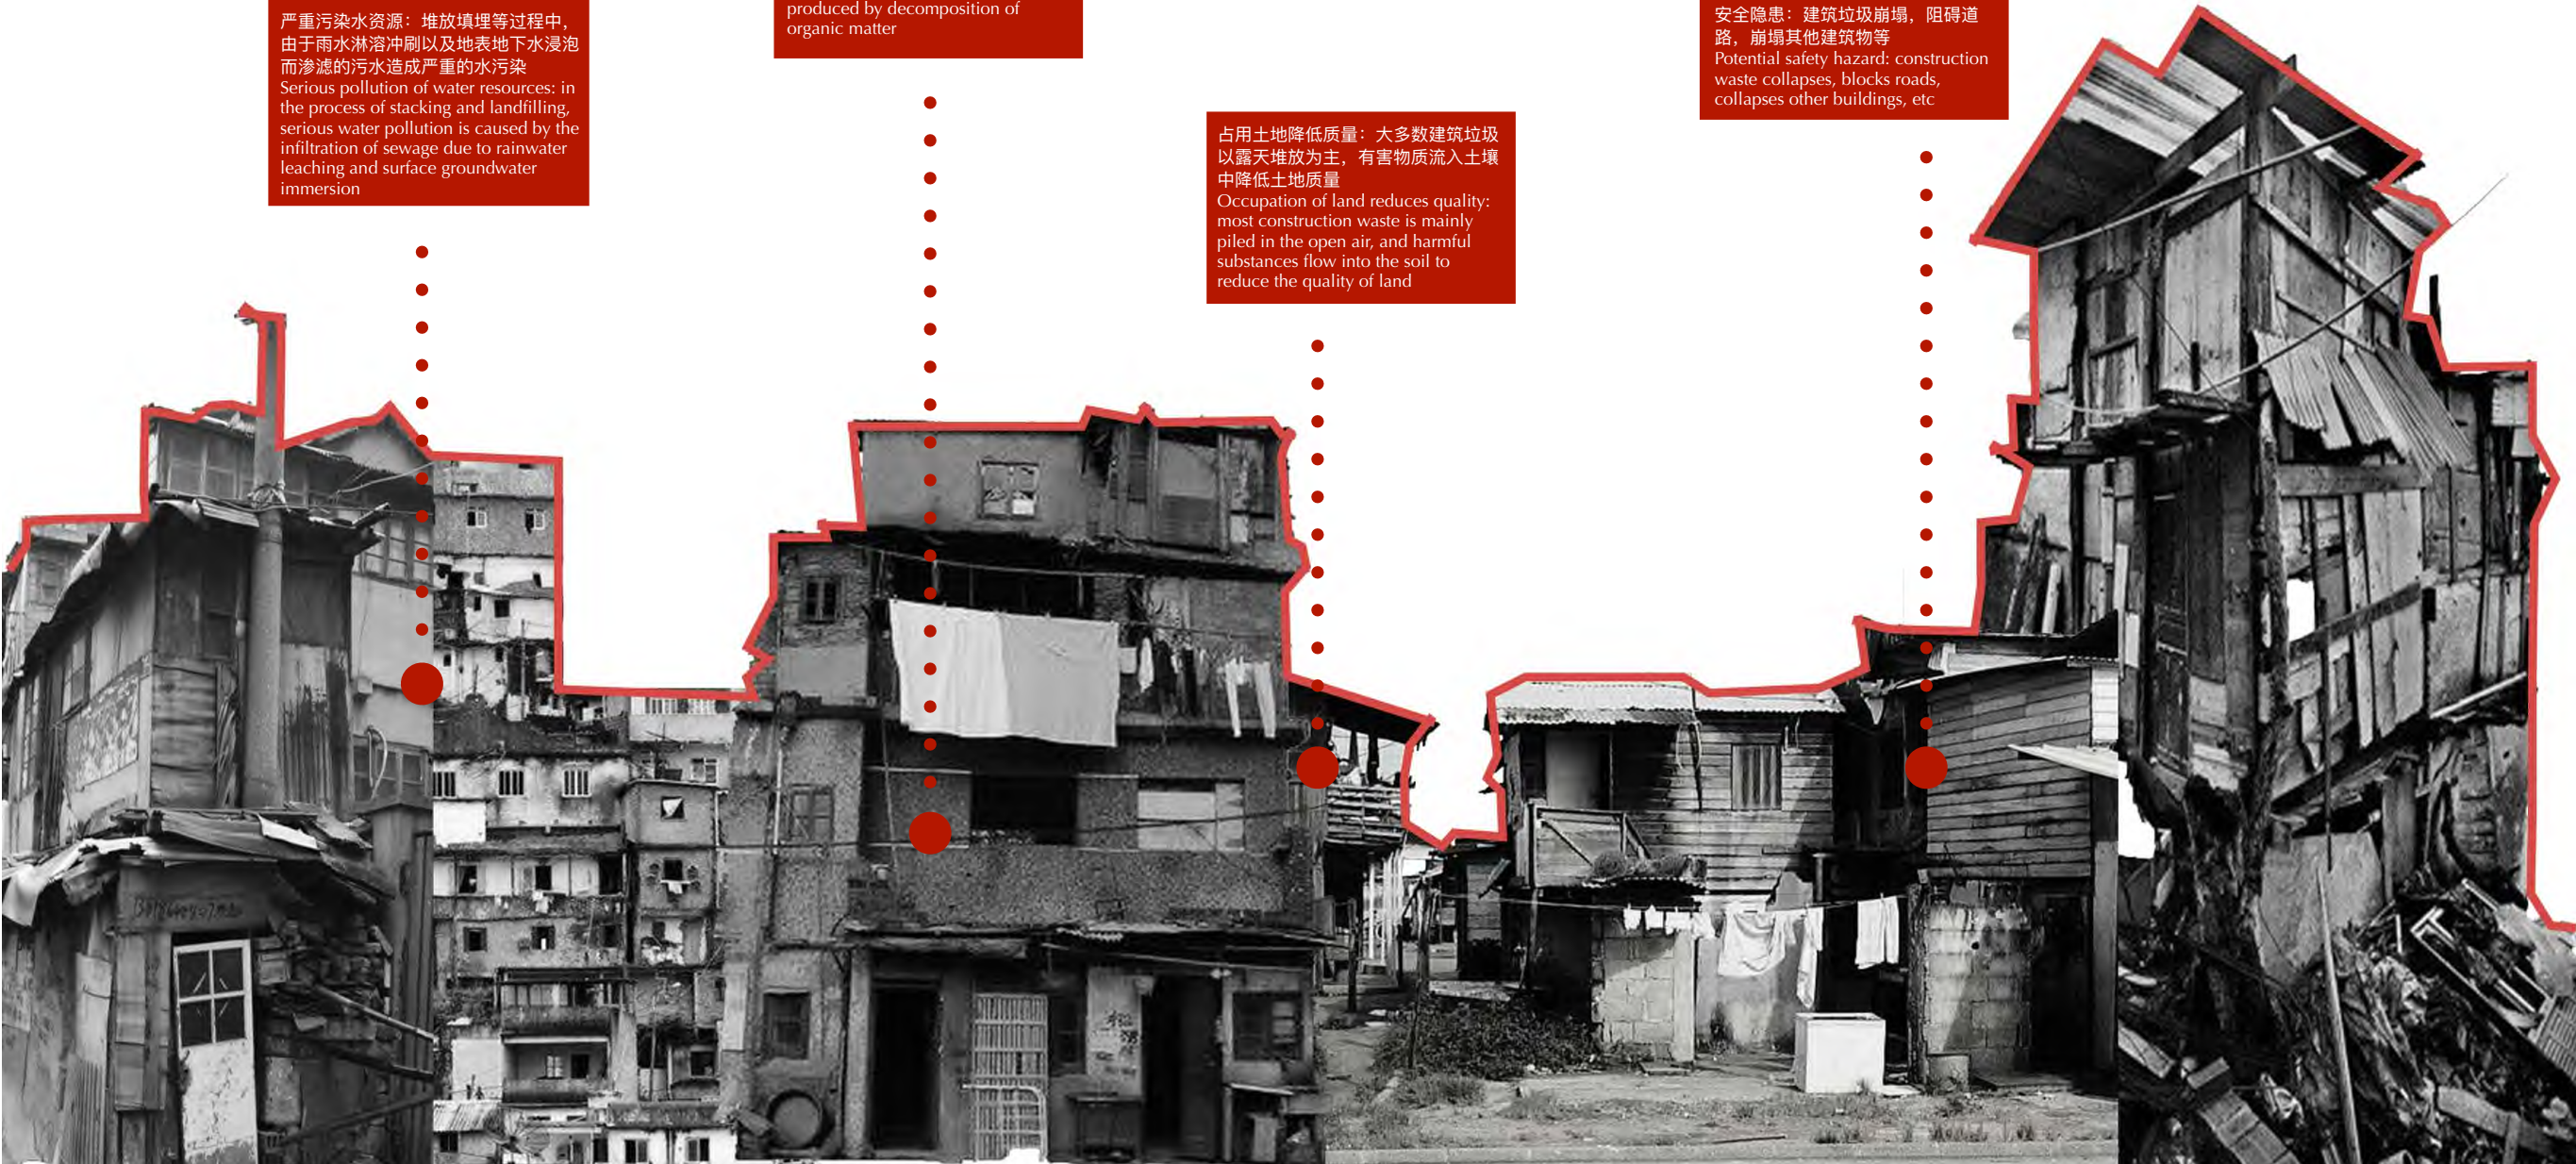 严重污染水资源：堆放填埋等过程中，
由于雨水淋溶冲刷以及地表地下水浸泡
而渗滤的污水造成严重的水污染
Serious pollution of water resources: in
the process of stacking and landfilling,
serious water pollution is caused by the
infiltration of sewage due to rainwater
leaching and surface groundwater
immersion
produced by decomposition of
organic matter
占用土地降低质量：大多数建筑垃圾
以露天堆放为主，有害物质流入土壤
中降低土地质量
Occupation of land reduces quality:
most construction waste is mainly
piled in the open air, and harmful
substances flow into the soil to
reduce the quality of land
安全隐患：建筑垃圾崩塌，阻碍道
路，崩塌其他建筑物等
Potential safety hazard: construction
waste collapses, blocks roads,
collapses other buildings, etc